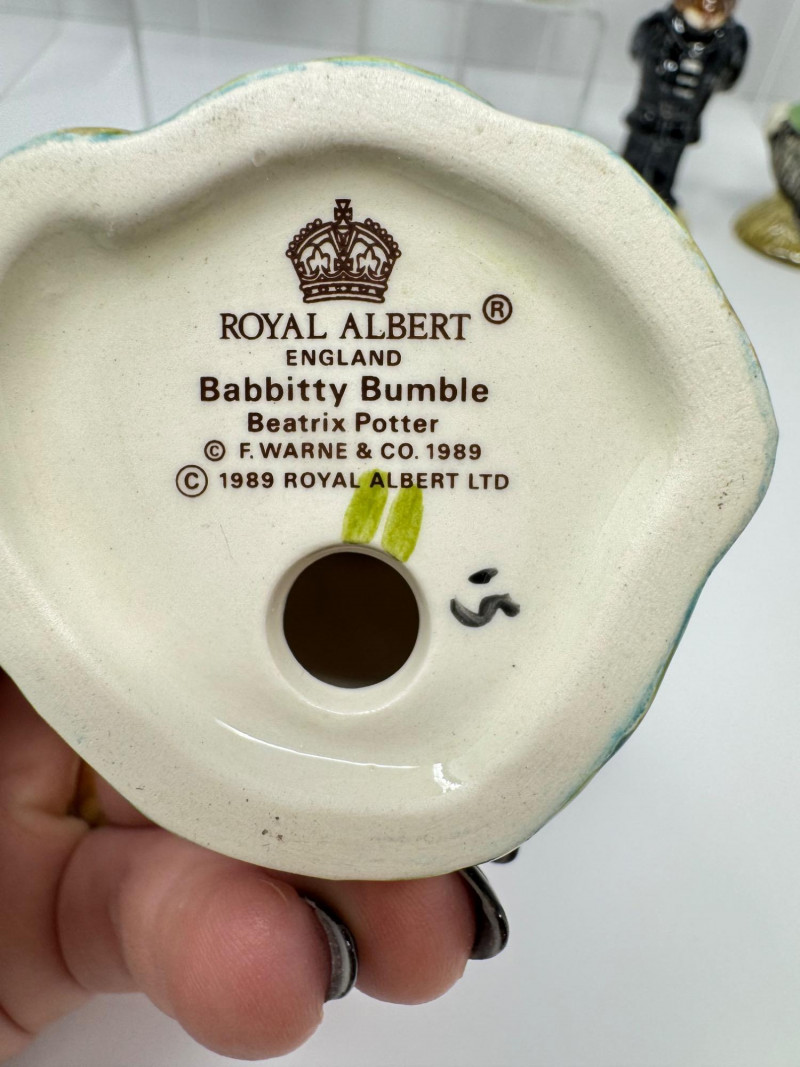 ROYAL ALBERT ®
ENGLAND
Babbitty Bumble
Beatrix Potter
© F. WARNE & CO. 1989
© 1989 ROYAL ALBERT LTD